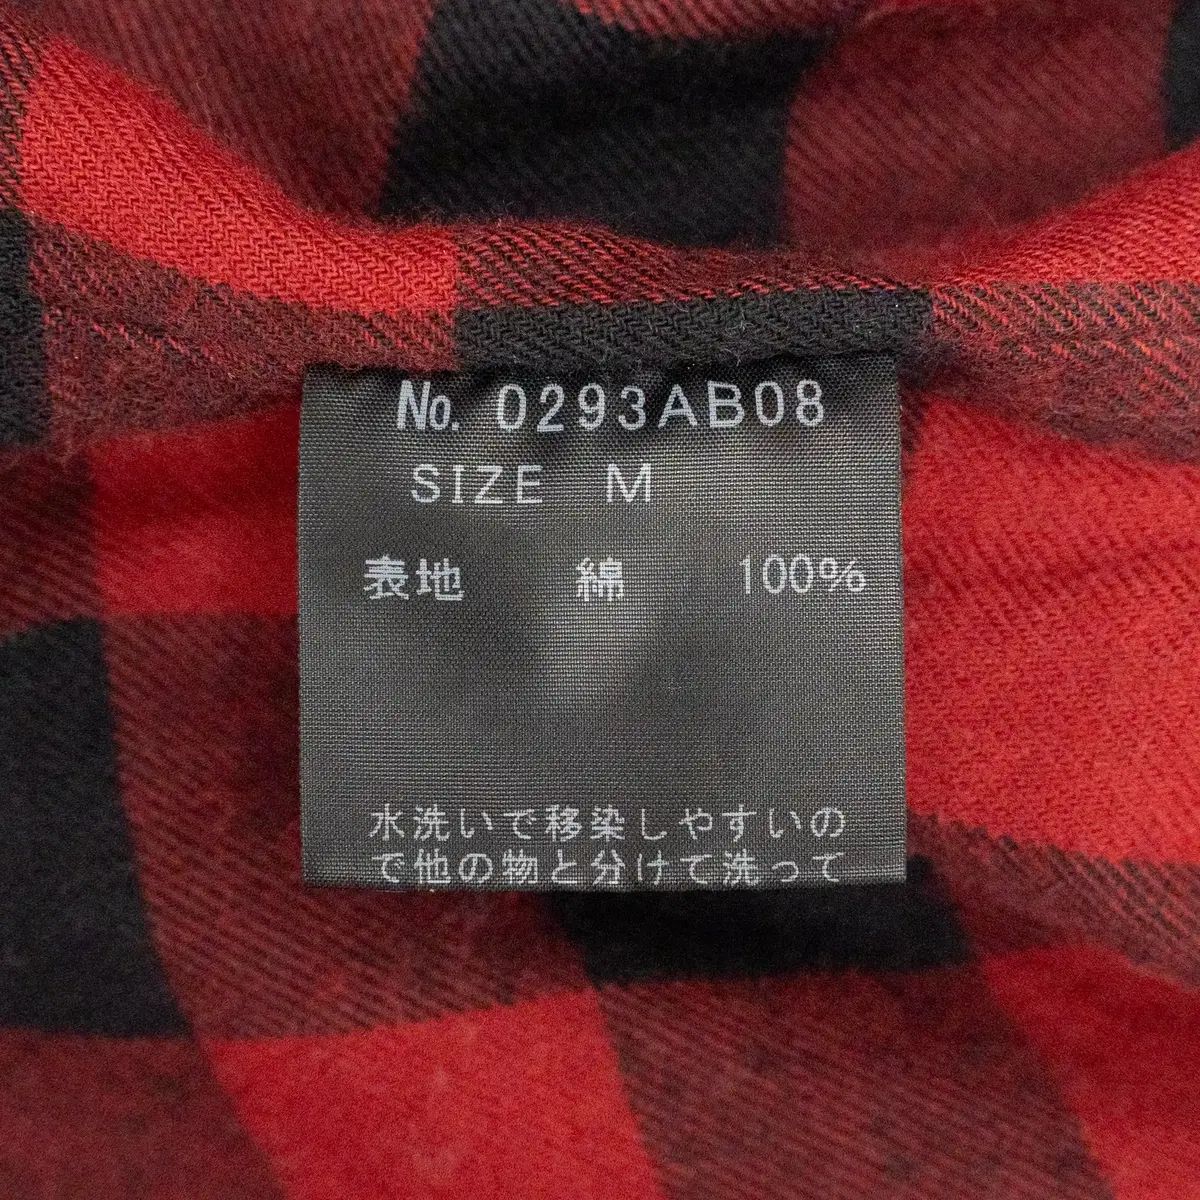 No. 0293AB08
SIZE M
表地 綿 100%
水洗いで移染しやすいの
で他の物と分けて洗って